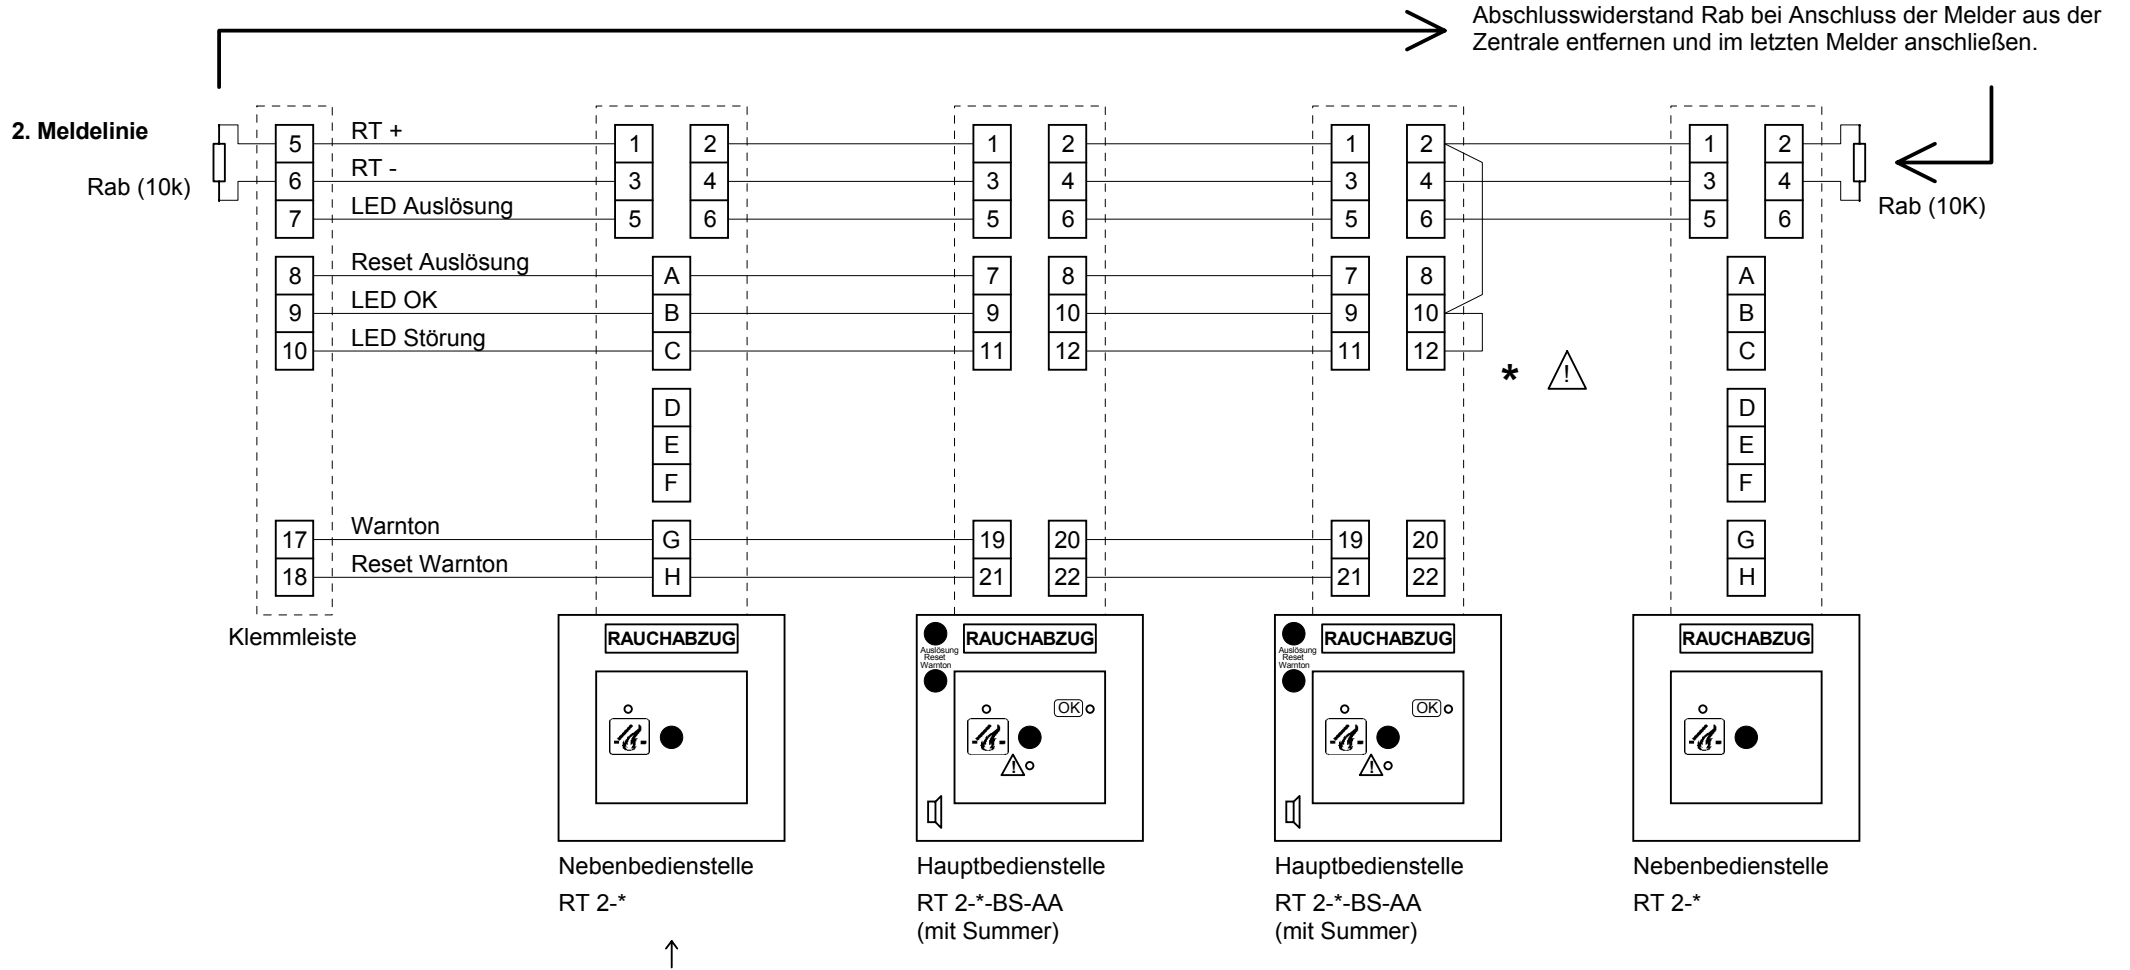 Abschlusswiderstand Rab bei Anschluss der Melder aus der
Zentrale entfernen und im letzten Melder anschließen.
2. Meldelinie
Rab (10k)
5 RT + 1 2 1 2 1 2 1 2
6 RT - 3 4 3 4 3 4 3 4
7 LED Auslösung 5 6 5 6 5 6 5 6
Rab (10K)
8 Reset Auslösung A 7 8 7 8 A
9 LED OK B 9 10 9 10 B
10 LED Störung C 11 12 11 12 C
* !
D D
E E
F F
17 Warnton G 19 20 19 20 G
18 Reset Warnton H 21 22 21 22 H
Klemmleiste
RAUCHABZUG
Auslösung
Reset
Warnton
RAUCHABZUG
OK
!
Auslösung
Reset
Warnton
RAUCHABZUG
OK
!
RAUCHABZUG
Nebenbedienstelle
RT 2-*
Hauptbedienstelle
RT 2-*-BS-AA
(mit Summer)
Hauptbedienstelle
RT 2-*-BS-AA
(mit Summer)
Nebenbedienstelle
RT 2-*